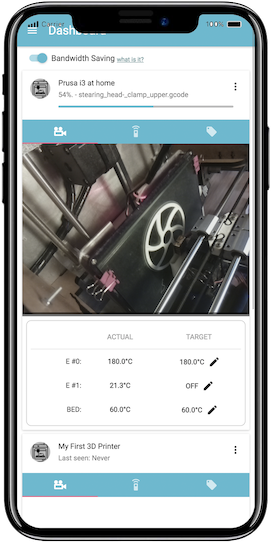 Carrier
100%
Dashboard
Bandwidth Saving what is it?
Prusa i3 at home
54%. - stearing_head-_clamp_upper.gcode
ACTUAL TARGET
E #0: 180.0°C 180.0°C
E #1: 21.3°C OFF
BED: 60.0°C 60.0°C
My First 3D Printer
Last seen: Never